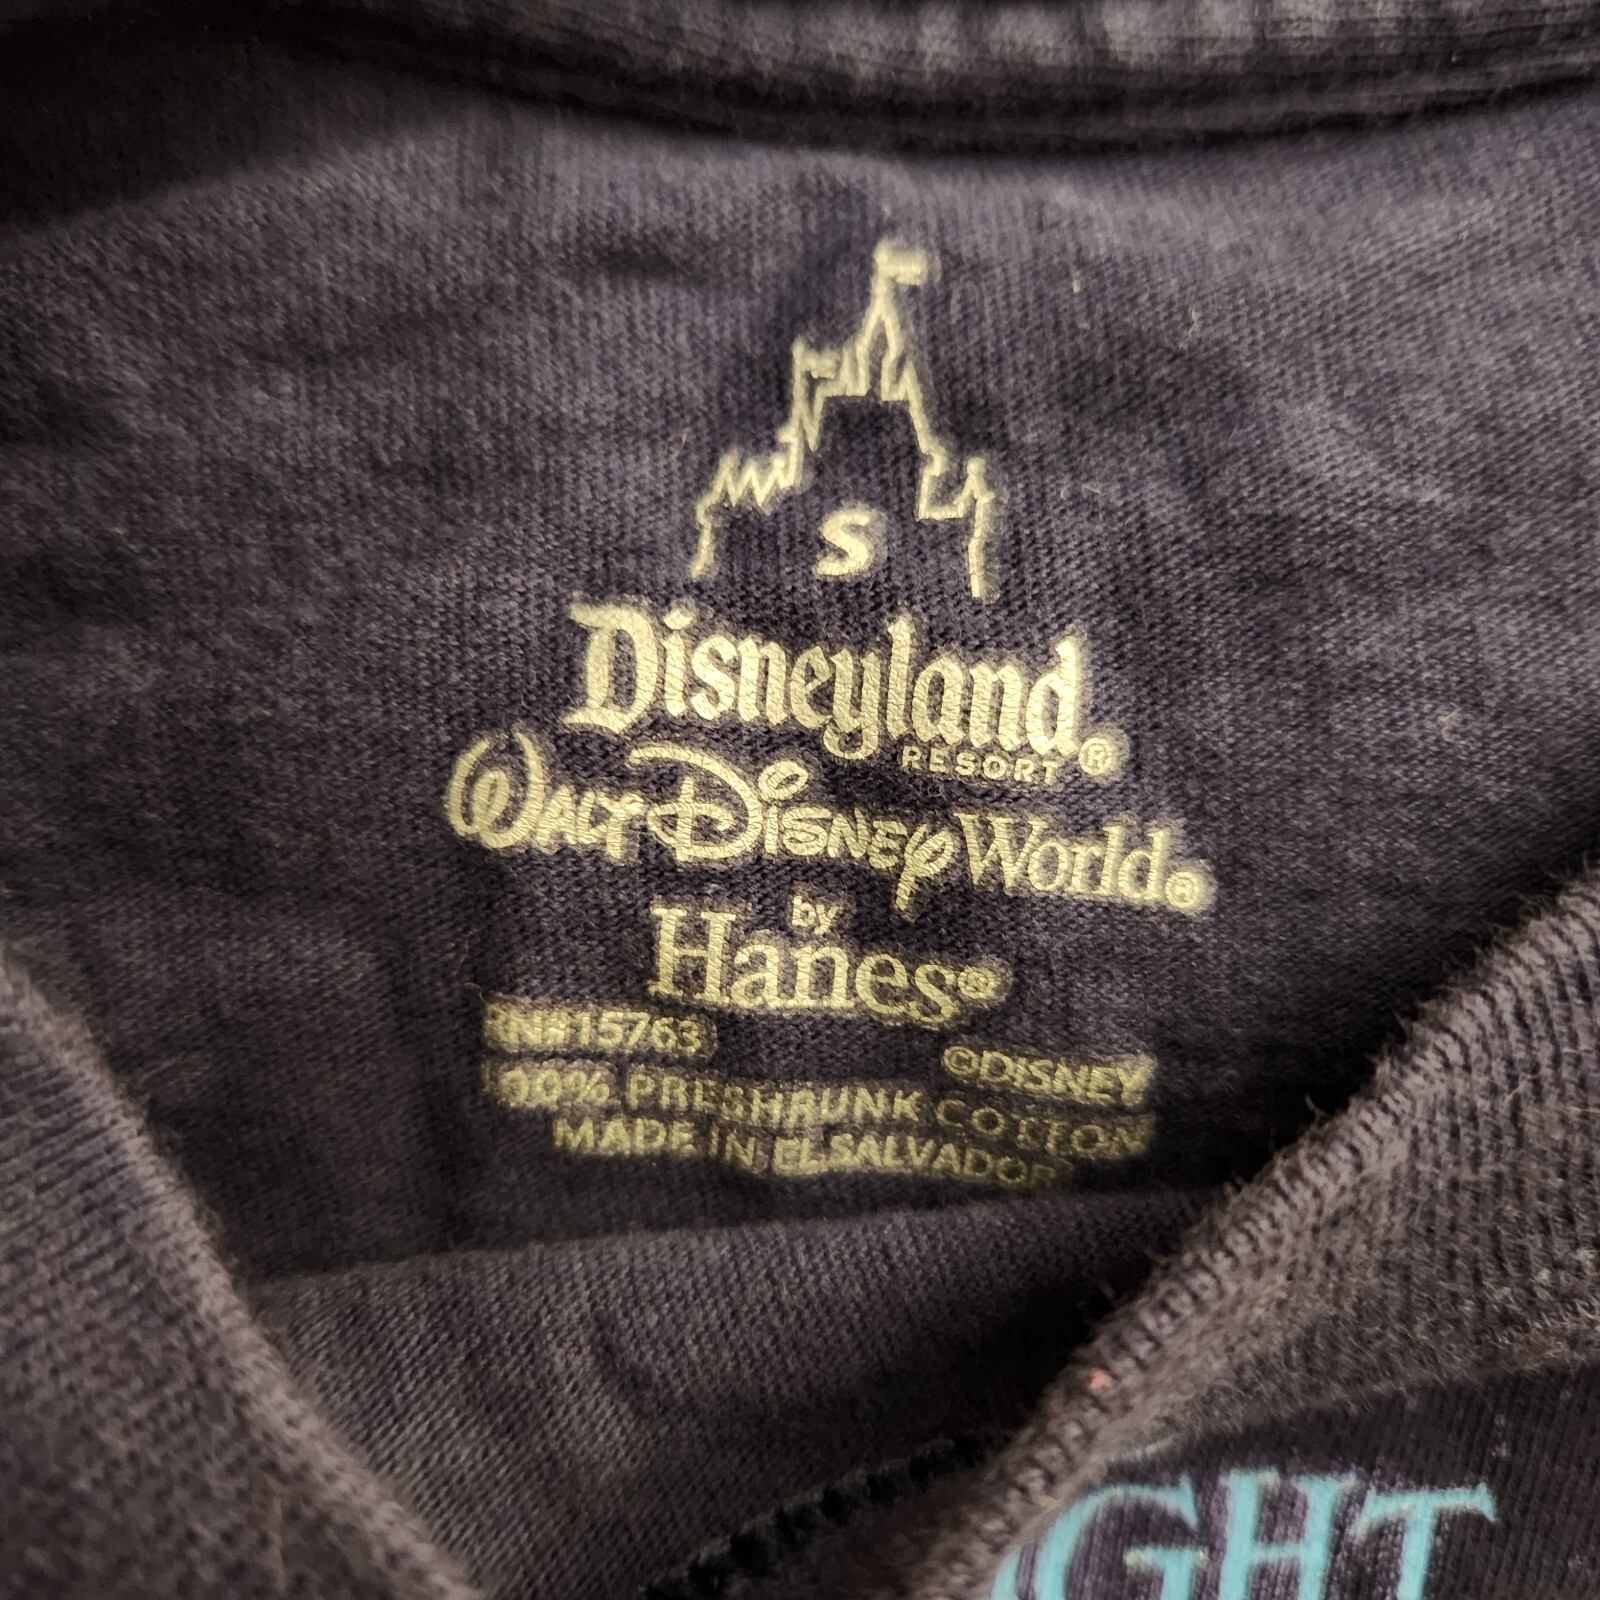 S
Disneyland®
RESORT
WALT DISNEY World®
by
Hanes®
RN#15763
©DISNEY
100% PRESHRUNK COTTON
MADE IN EL SALVADOR
GHT